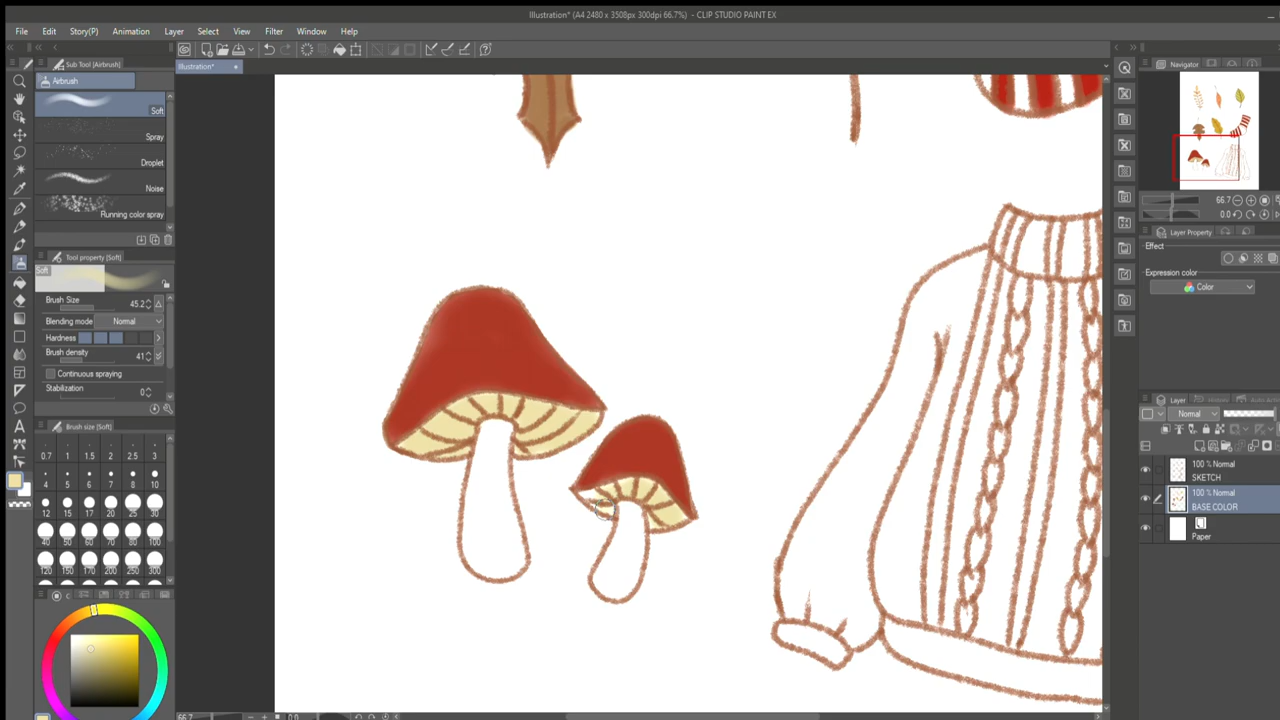 Illustration* (A4 2480 x 3508px 300dpi 66.7%) - CLIP STUDIO PAINT EX
File Edit Story(P) Animation Layer Select View Filter Window Help
Sub Tool [Airbrush]
Illustration*
Navigator
Airbrush
Soft
Spray
Droplet
Noise
Running color spray
Tool property [Soft]
Soft
Brush Size 45.2
Blending mode Normal
Hardness
Brush density 41
Continuous spraying
Stabilization 0
Brush size [Soft]
0.7 1 1.5 2 2.5 3
4 5 6 7 8 10
12 15 17 20 25 30
40 50 60 70 80 100
120 150 170 200 250 300
66.7
0.0
Layer Property
Effect
Expression color
Color
Layer
Normal
100 % Normal
SKETCH
100 % Normal
BASE COLOR
Paper
66.7 0.0